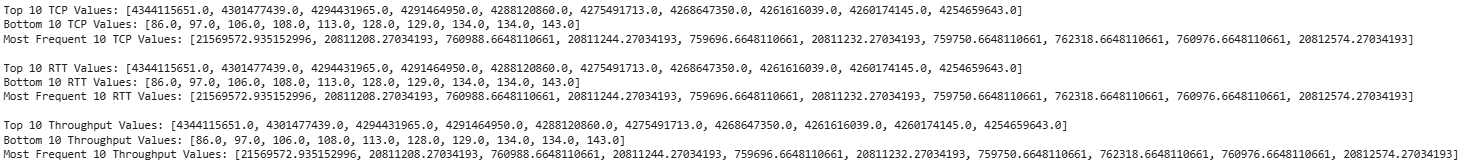 Top 10 TCP Values: [4344115651.0, 4301477439.0, 4294431965.0, 4291464950.0, 4288120860.0, 4275491713.0, 4268647350.0, 4261616039.0, 4260174145.0, 4254659643.0]
Bottom 10 TCP Values: [86.0, 97.0, 106.0, 108.0, 113.0, 128.0, 129.0, 134.0, 134.0, 143.0]
Most Frequent 10 TCP Values: [21569572.935152996, 20811208.27034193, 760988.6648110661, 20811244.27034193, 759696.6648110661, 20811232.27034193, 759750.6648110661, 762318.6648110661, 760976.6648110661, 20812574.27034193]
Top 10 RTT Values: [4344115651.0, 4301477439.0, 4294431965.0, 4291464950.0, 4288120860.0, 4275491713.0, 4268647350.0, 4261616039.0, 4260174145.0, 4254659643.0]
Bottom 10 RTT Values: [86.0, 97.0, 106.0, 108.0, 113.0, 128.0, 129.0, 134.0, 134.0, 143.0]
Most Frequent 10 RTT Values: [21569572.935152996, 20811208.27034193, 760988.6648110661, 20811244.27034193, 759696.6648110661, 20811232.27034193, 759750.6648110661, 762318.6648110661, 760976.6648110661, 20812574.27034193]
Top 10 Throughput Values: [4344115651.0, 4301477439.0, 4294431965.0, 4291464950.0, 4288120860.0, 4275491713.0, 4268647350.0, 4261616039.0, 4260174145.0, 4254659643.0]
Bottom 10 Throughput Values: [86.0, 97.0, 106.0, 108.0, 113.0, 128.0, 129.0, 134.0, 134.0, 143.0]
Most Frequent 10 Throughput Values: [21569572.935152996, 20811208.27034193, 760988.6648110661, 20811244.27034193, 759696.6648110661, 20811232.27034193, 759750.6648110661, 762318.6648110661, 760976.6648110661, 20812574.27034193]